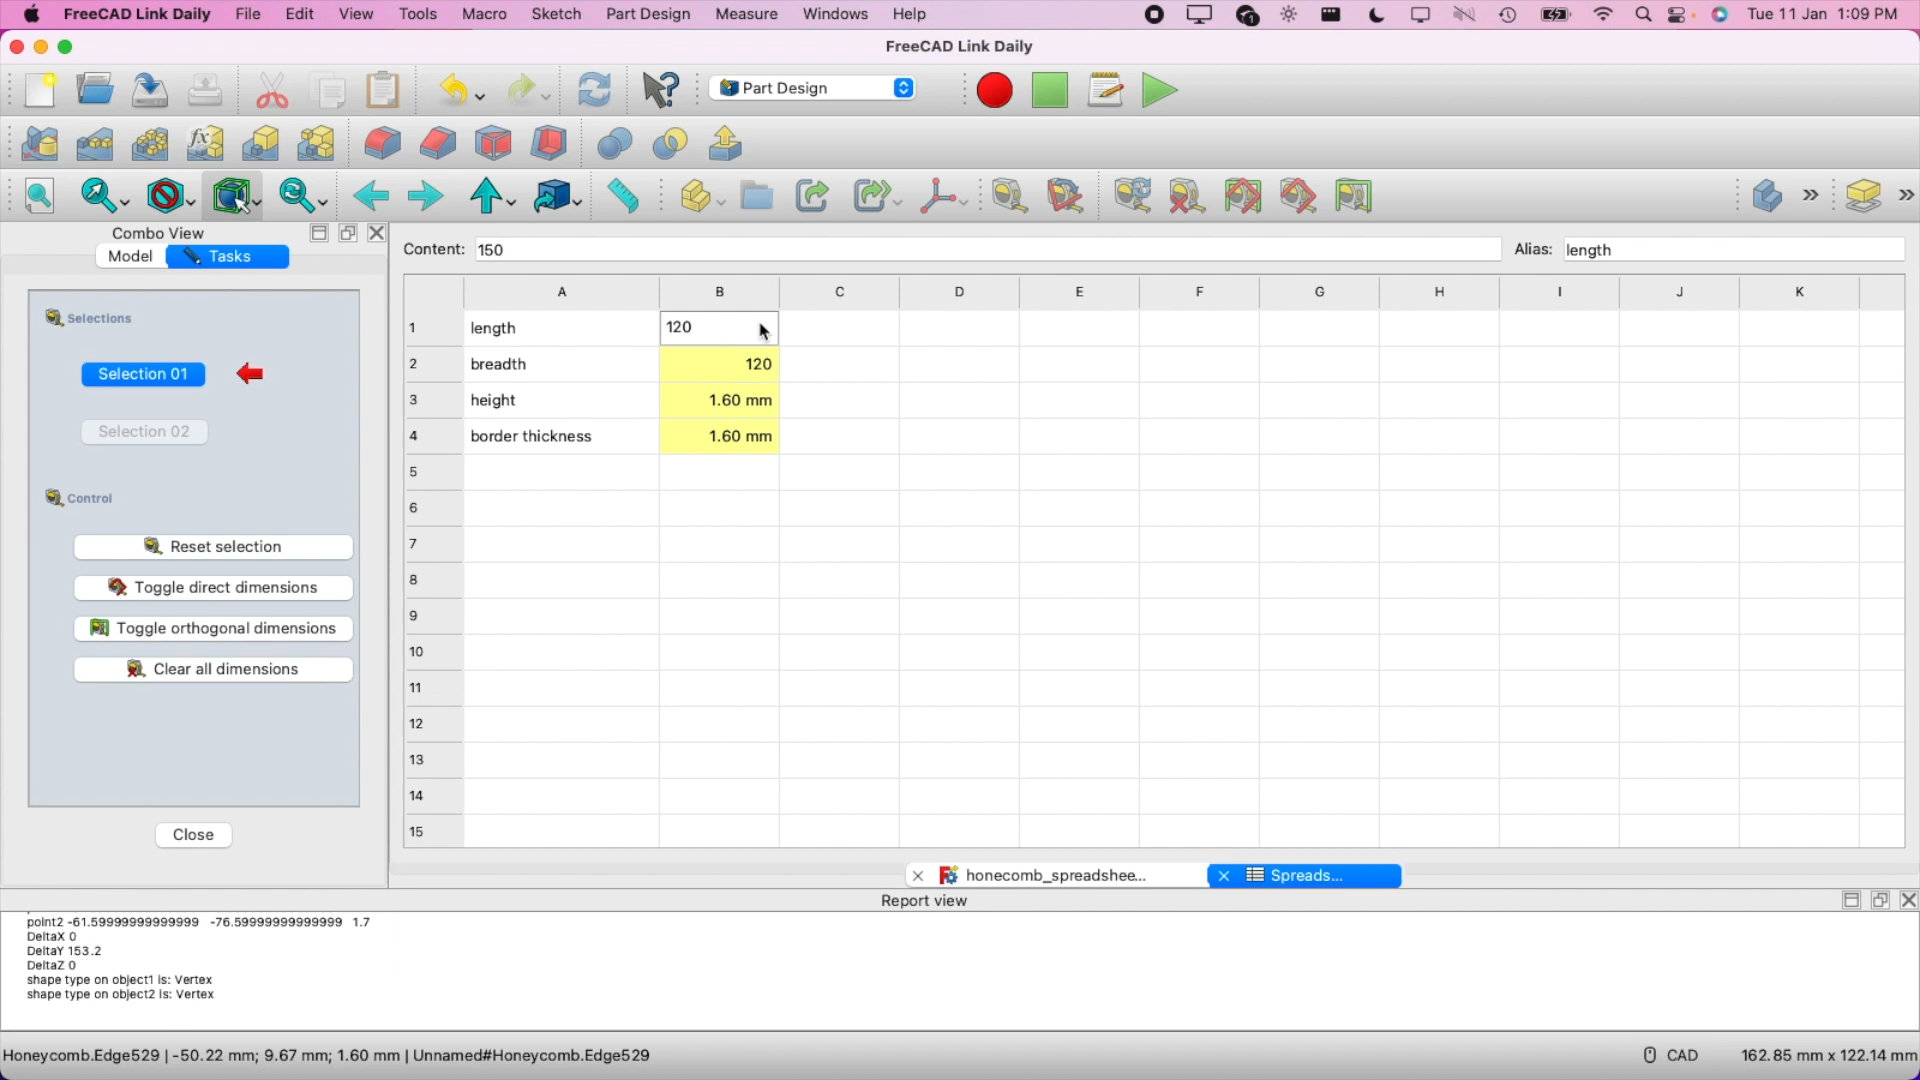 FreeCAD Link Daily File Edit View Tools Macro Sketch Part Design Measure Windows Help 1 Tue 11 Jan 1:09 PM
FreeCAD Link Daily
Part Design
fx
Combo View
Model Tasks
Content: 150 Alias: length
A B C D E F G H I J K
1 length 120
2 breadth 120
3 height 1.60 mm
4 border thickness 1.60 mm
5
6
7
8
9
10
11
12
13
14
15
Selections
Selection 01
Selection 02
Control
Reset selection
Toggle direct dimensions
Toggle orthogonal dimensions
Clear all dimensions
Close
honecomb_spreadshee... Spreads...
Report view
point2 -61.59999999999999 -76.59999999999999 1.7
DeltaX 0
DeltaY 153.2
DeltaZ 0
shape type on object1 is: Vertex
shape type on object2 is: Vertex
Honeycomb.Edge529 | -50.22 mm; 9.67 mm; 1.60 mm | Unnamed#Honeycomb.Edge529 CAD 162.85 mm x 122.14 mm